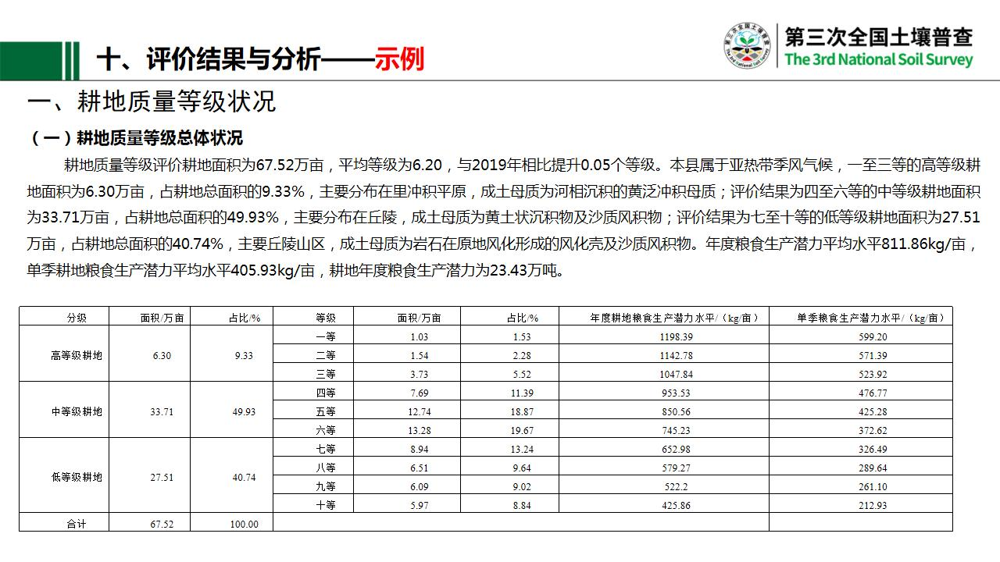 十、评价结果与分析——示例
第三次全国土壤普查
The 3rd National Soil Survey
一、耕地质量等级状况
（一）耕地质量等级总体状况
耕地质量等级评价耕地面积为67.52万亩，平均等级为6.20，与2019年相比提升0.05个等级。本县属于亚热带季风气候，一至三等的高等级耕
地面积为6.30万亩，占耕地总面积的9.33%，主要分布在里冲积平原，成土母质为河相沉积的黄泛冲积母质；评价结果为四至六等的中等级耕地面积
为33.71万亩，占耕地总面积的49.93%，主要分布在丘陵，成土母质为黄土状沉积物及沙质风积物；评价结果为七至十等的低等级耕地面积为27.51
万亩，占耕地总面积的40.74%，主要丘陵山区，成土母质为岩石在原地风化形成的风化壳及沙质风积物。年度粮食生产潜力平均水平811.86kg/亩，
单季耕地粮食生产潜力平均水平405.93kg/亩，耕地年度粮食生产潜力为23.43万吨。
分级 面积/万亩 占比/% 等级 面积/万亩 占比/% 年度耕地粮食生产潜力水平/（kg/亩） 单季粮食生产潜力水平/（kg/亩）
一等 1.03 1.53 1198.39 599.20
高等级耕地 6.30 9.33 二等 1.54 2.28 1142.78 571.39
三等 3.73 5.52 1047.84 523.92
四等 7.69 11.39 953.53 476.77
中等级耕地 33.71 49.93 五等 12.74 18.87 850.56 425.28
六等 13.28 19.67 745.23 372.62
七等 8.94 13.24 652.98 326.49
低等级耕地 27.51 40.74 八等 6.51 9.64 579.27 289.64
九等 6.09 9.02 522.2 261.10
十等 5.97 8.84 425.86 212.93
合计 67.52 100.00